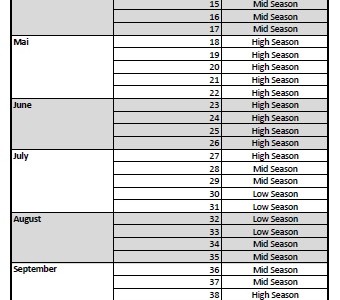 15 Mid Season
16 Mid Season
17 Mid Season
Mai 18 High Season
19 High Season
20 High Season
21 High Season
22 High Season
June 23 High Season
24 High Season
25 High Season
26 High Season
July 27 High Season
28 Mid Season
29 Mid Season
30 Low Season
31 Low Season
August 32 Low Season
33 Low Season
34 Mid Season
35 Mid Season
September 36 Mid Season
37 Mid Season
38 High Season